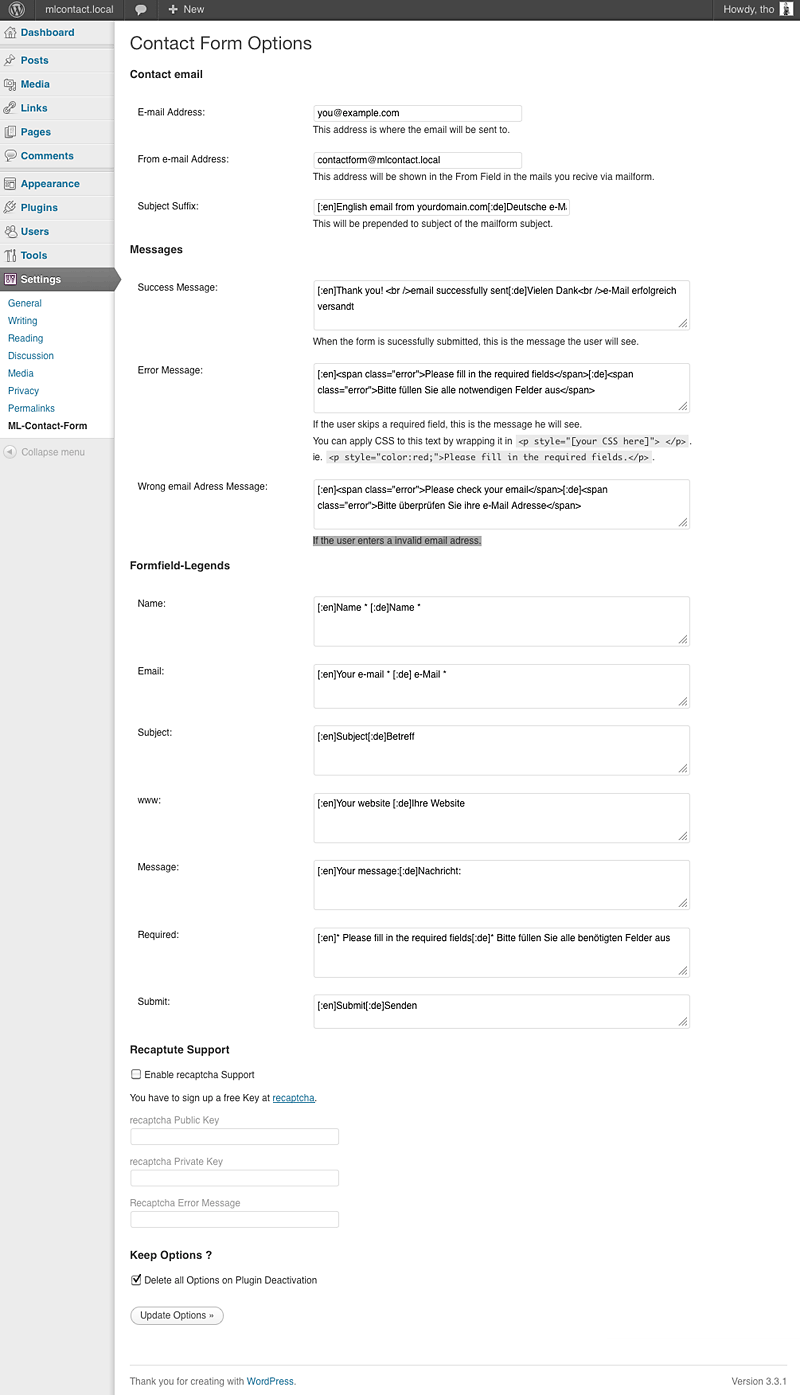 mlcontact.local
New
Howdy, tho
Dashboard
Posts
Media
Links
Pages
Comments
Appearance
Plugins
Users
Tools
Settings
General
Writing
Reading
Discussion
Media
Privacy
Permalinks
ML-Contact-Form
Collapse menu
Contact Form Options
Contact email
E-mail Address:
you@example.com
This address is where the email will be sent to.
From e-mail Address:
contactform@mlcontact.local
This address will be shown in the From Field in the mails you recive via mailform.
Subject Suffix:
[:en]English email from yourdomain.com[:de]Deutsche e-Ma
This will be prepended to subject of the mailform subject.
Messages
Success Message:
[:en]Thank you! <br />email successfully sent[:de]Vielen Dank<br />e-Mail erfolgreich
versandt
When the form is sucessfully submitted, this is the message the user will see.
Error Message:
[:en]<span class="error">Please fill in the required fields</span>[:de]<span
class="error">Bitte füllen Sie alle notwendigen Felder aus</span>
If the user skips a required field, this is the message he will see.
You can apply CSS to this text by wrapping it in <p style="[your CSS here]"> </p>.
ie. <p style="color:red;">Please fill in the required fields.</p>.
Wrong email Adress Message:
[:en]<span class="error">Please check your email</span>[:de]<span
class="error">Bitte überprüfen Sie ihre e-Mail Adresse</span>
If the user enters a invalid email adress.
Formfield-Legends
Name:
[:en]Name * [:de]Name *
Email:
[:en]Your e-mail * [:de] e-Mail *
Subject:
[:en]Subject[:de]Betreff
www:
[:en]Your website [:de]Ihre Website
Message:
[:en]Your message:[:de]Nachricht:
Required:
[:en]* Please fill in the required fields[:de]* Bitte füllen Sie alle benötigten Felder aus
Submit:
[:en]Submit[:de]Senden
Recaptute Support
Enable recaptcha Support
You have to sign up a free Key at recaptcha.
recaptcha Public Key
recaptcha Private Key
Recaptcha Error Message
Keep Options ?
Delete all Options on Plugin Deactivation
Update Options »
Thank you for creating with WordPress.
Version 3.3.1